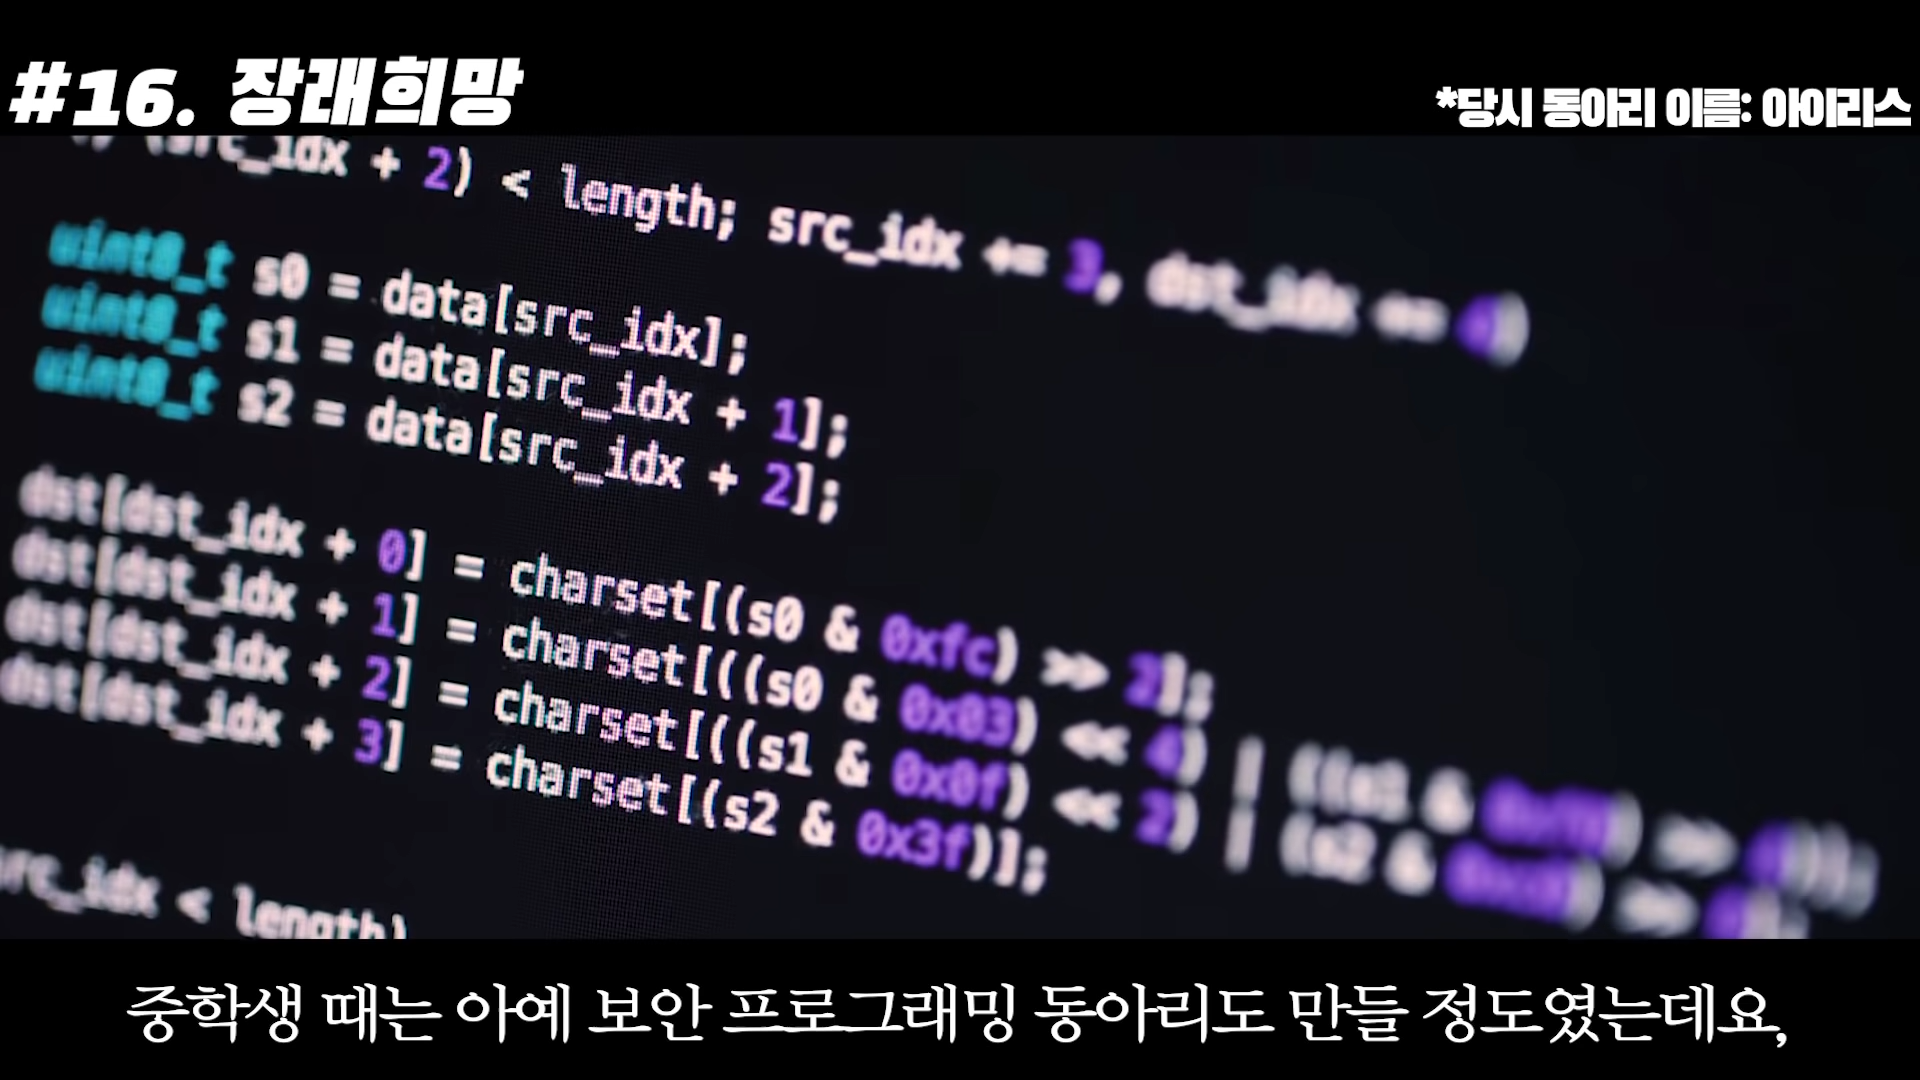 #16. 장래희망
*당시 동아리 이름: 아이리스
(src_idx + 2) < length; src_idx += 3, dst_idx += 4)
uint8_t s0 = data[src_idx];
uint8_t s1 = data[src_idx + 1];
uint8_t s2 = data[src_idx + 2];
dst[dst_idx + 0] = charset[(s0 & 0xfc) >> 2];
dst[dst_idx + 1] = charset[((s0 & 0x03) << 4) | ((s1 & >>
dst[dst_idx + 2] = charset[((s1 & 0x0f) << 2) | (s2 & >>
dst[dst_idx + 3] = charset[(s2 & 0x3f)];
src_idx < length)
중학생 때는 아예 보안 프로그래밍 동아리도 만들 정도였는데요,